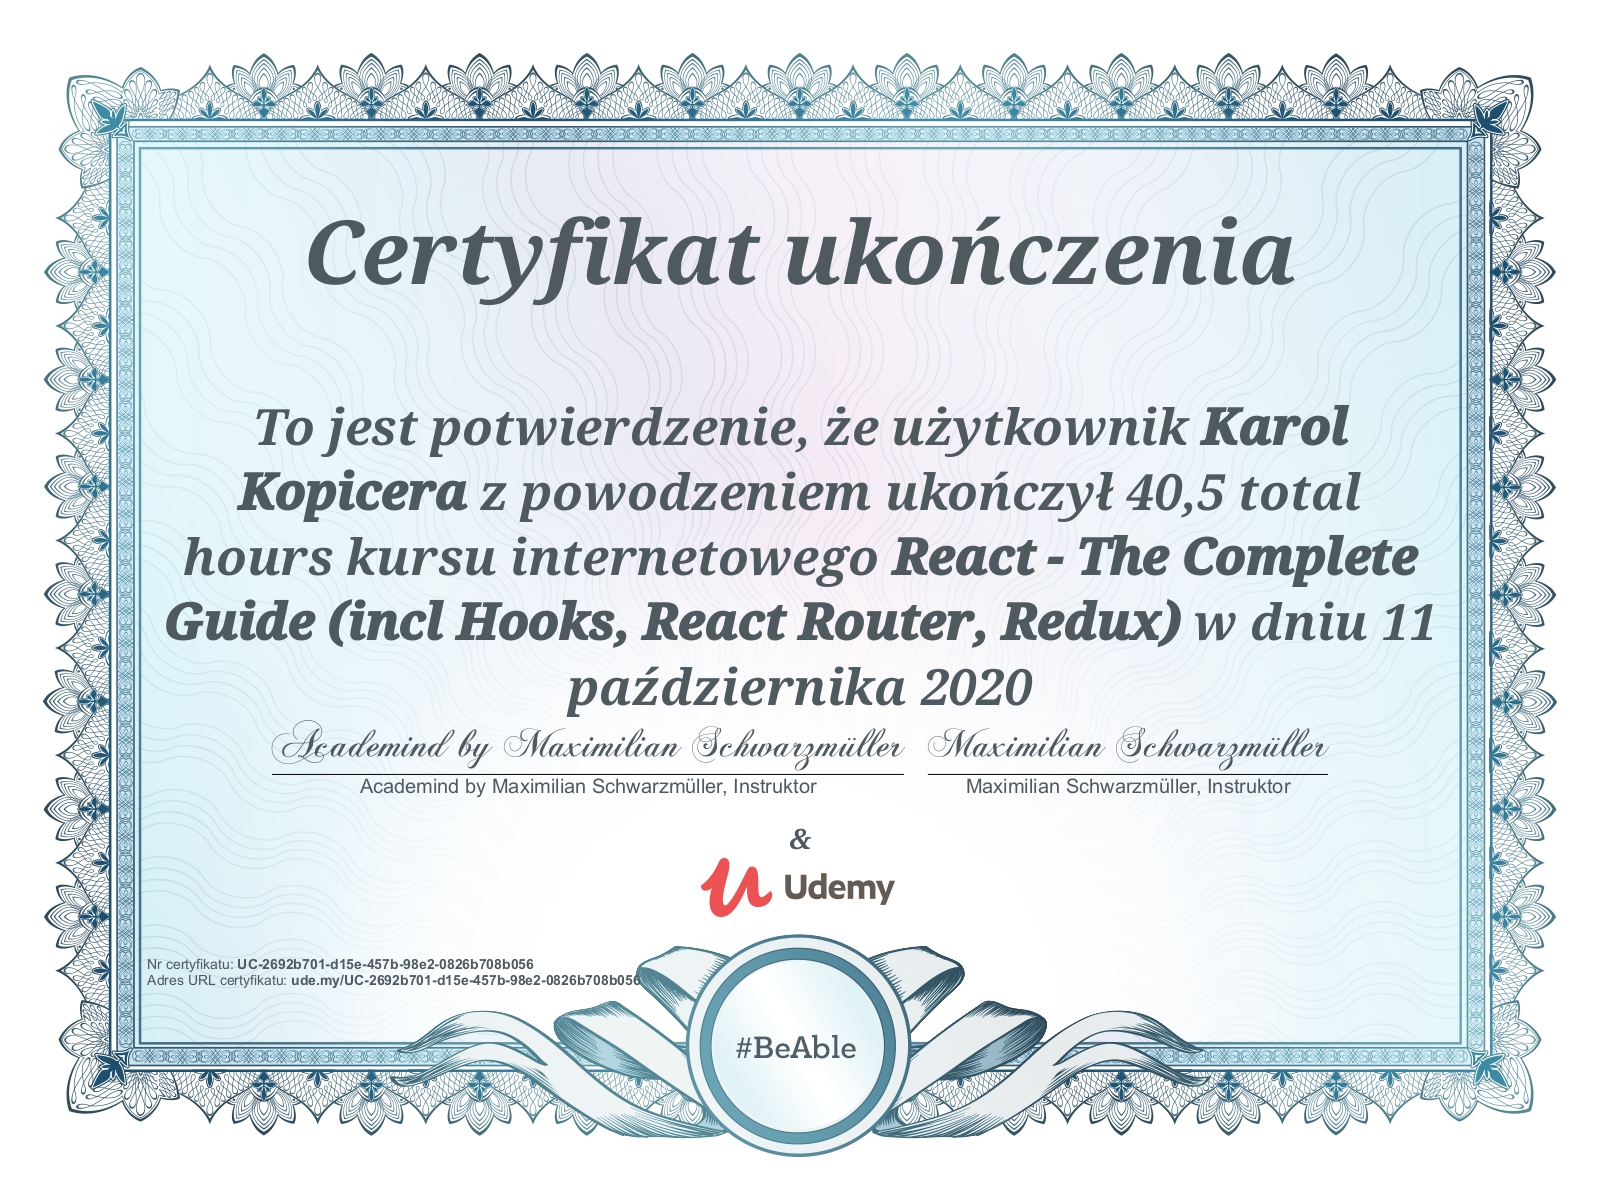 Certyfikat ukończenia
To jest potwierdzenie, że użytkownik Karol
Kopicera z powodzeniem ukończył 40,5 total
hours kursu internetowego React - The Complete
Guide (incl Hooks, React Router, Redux) w dniu 11
października 2020
Academind by Maximilian Schwarzmüller Maximilian Schwarzmüller
Academind by Maximilian Schwarzmüller, Instruktor Maximilian Schwarzmüller, Instruktor
&
Udemy
Nr certyfikatu: UC-2692b701-d15e-457b-98e2-0826b708b056
Adres URL certyfikatu: ude.my/UC-2692b701-d15e-457b-98e2-0826b708b056
#BeAble